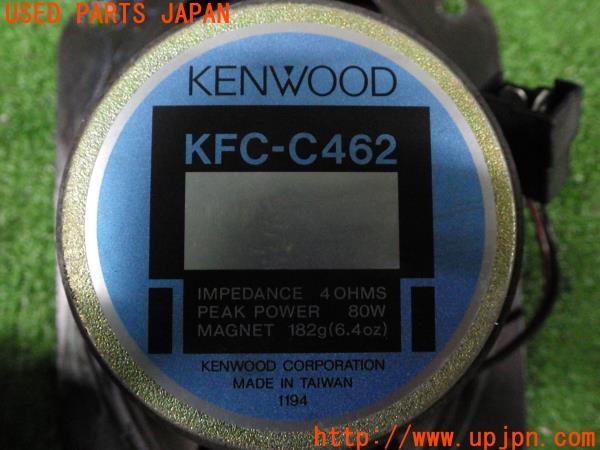 USED PARTS JAPAN
KENWOOD
KFC-C462
IMPEDANCE 4 OHMS
PEAK POWER 80W
MAGNET 182g(6.4oz)
KENWOOD CORPORATION
MADE IN TAIWAN
1194
http://www.upjpn.com